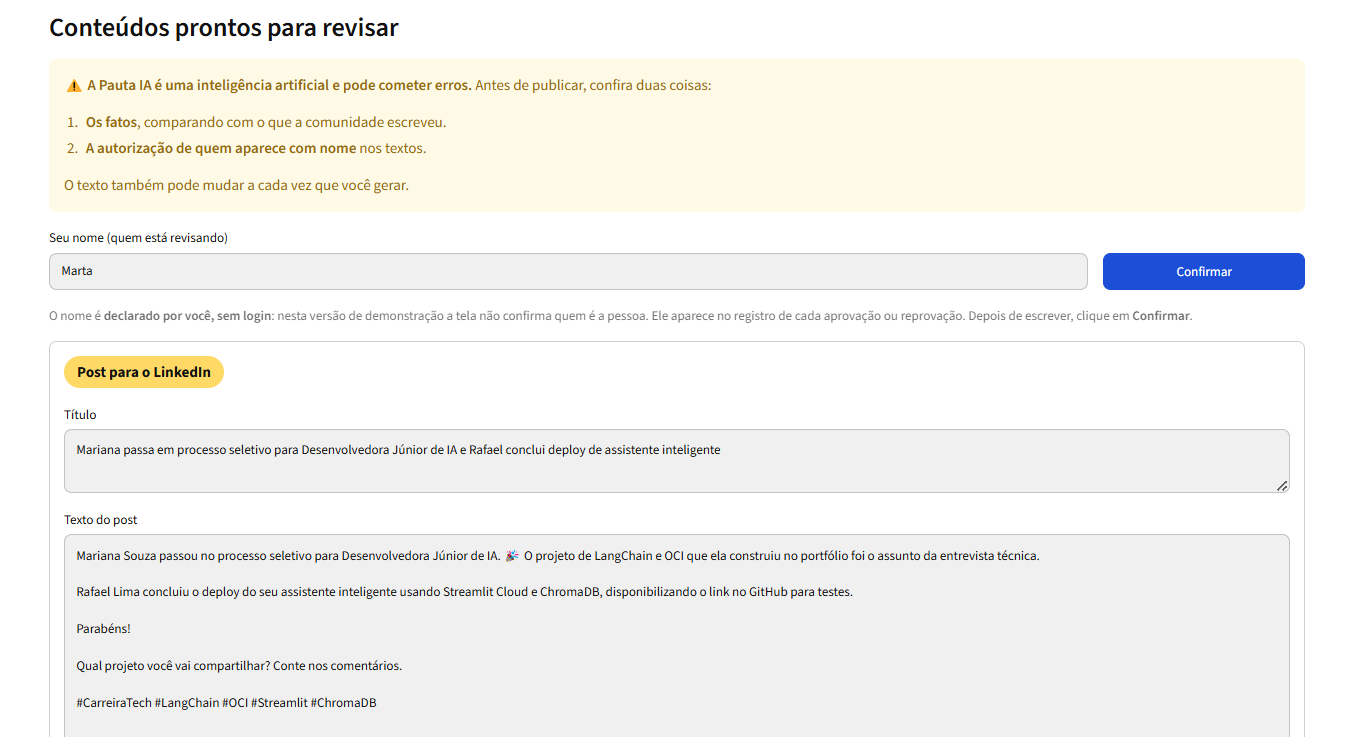 Conteúdos prontos para revisar
⚠️ A Pauta IA é uma inteligência artificial e pode cometer erros. Antes de publicar, confira duas coisas:
1. Os fatos, comparando com o que a comunidade escreveu.
2. A autorização de quem aparece com nome nos textos.
O texto também pode mudar a cada vez que você gerar.
Seu nome (quem está revisando)
Marta
Confirmar
O nome é declarado por você, sem login: nesta versão de demonstração a tela não confirma quem é a pessoa. Ele aparece no registro de cada aprovação ou reprovação. Depois de escrever, clique em Confirmar.
Post para o LinkedIn
Título
Mariana passa em processo seletivo para Desenvolvedora Júnior de IA e Rafael conclui deploy de assistente inteligente
Texto do post
Mariana Souza passou no processo seletivo para Desenvolvedora Júnior de IA. 🎉 O projeto de LangChain e OCI que ela construiu no portfólio foi o assunto da entrevista técnica.
Rafael Lima concluiu o deploy do seu assistente inteligente usando Streamlit Cloud e ChromaDB, disponibilizando o link no GitHub para testes.
Parabéns!
Qual projeto você vai compartilhar? Conte nos comentários.
#CarreiraTech #LangChain #OCI #Streamlit #ChromaDB